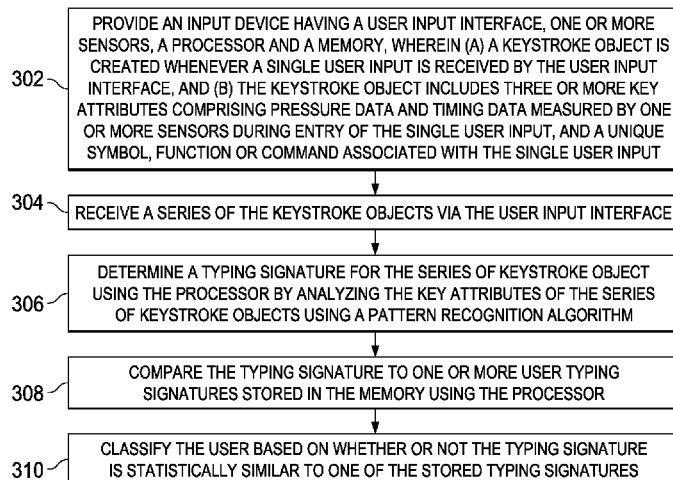 302
PROVIDE AN INPUT DEVICE HAVING A USER INPUT INTERFACE, ONE OR MORE
SENSORS, A PROCESSOR AND A MEMORY, WHEREIN (A) A KEYSTROKE OBJECT IS
CREATED WHENEVER A SINGLE USER INPUT IS RECEIVED BY THE USER INPUT
INTERFACE, AND (B) THE KEYSTROKE OBJECT INCLUDES THREE OR MORE KEY
ATTRIBUTES COMPRISING PRESSURE DATA AND TIMING DATA MEASURED BY ONE
OR MORE SENSORS DURING ENTRY OF THE SINGLE USER INPUT, AND A UNIQUE
SYMBOL, FUNCTION OR COMMAND ASSOCIATED WITH THE SINGLE USER INPUT
304
RECEIVE A SERIES OF THE KEYSTROKE OBJECTS VIA THE USER INPUT INTERFACE
306
DETERMINE A TYPING SIGNATURE FOR THE SERIES OF KEYSTROKE OBJECT
USING THE PROCESSOR BY ANALYZING THE KEY ATTRIBUTES OF THE SERIES
OF KEYSTROKE OBJECTS USING A PATTERN RECOGNITION ALGORITHM
308
COMPARE THE TYPING SIGNATURE TO ONE OR MORE USER TYPING
SIGNATURES STORED IN THE MEMORY USING THE PROCESSOR
310
CLASSIFY THE USER BASED ON WHETHER OR NOT THE TYPING SIGNATURE
IS STATISTICALLY SIMILAR TO ONE OF THE STORED TYPING SIGNATURES